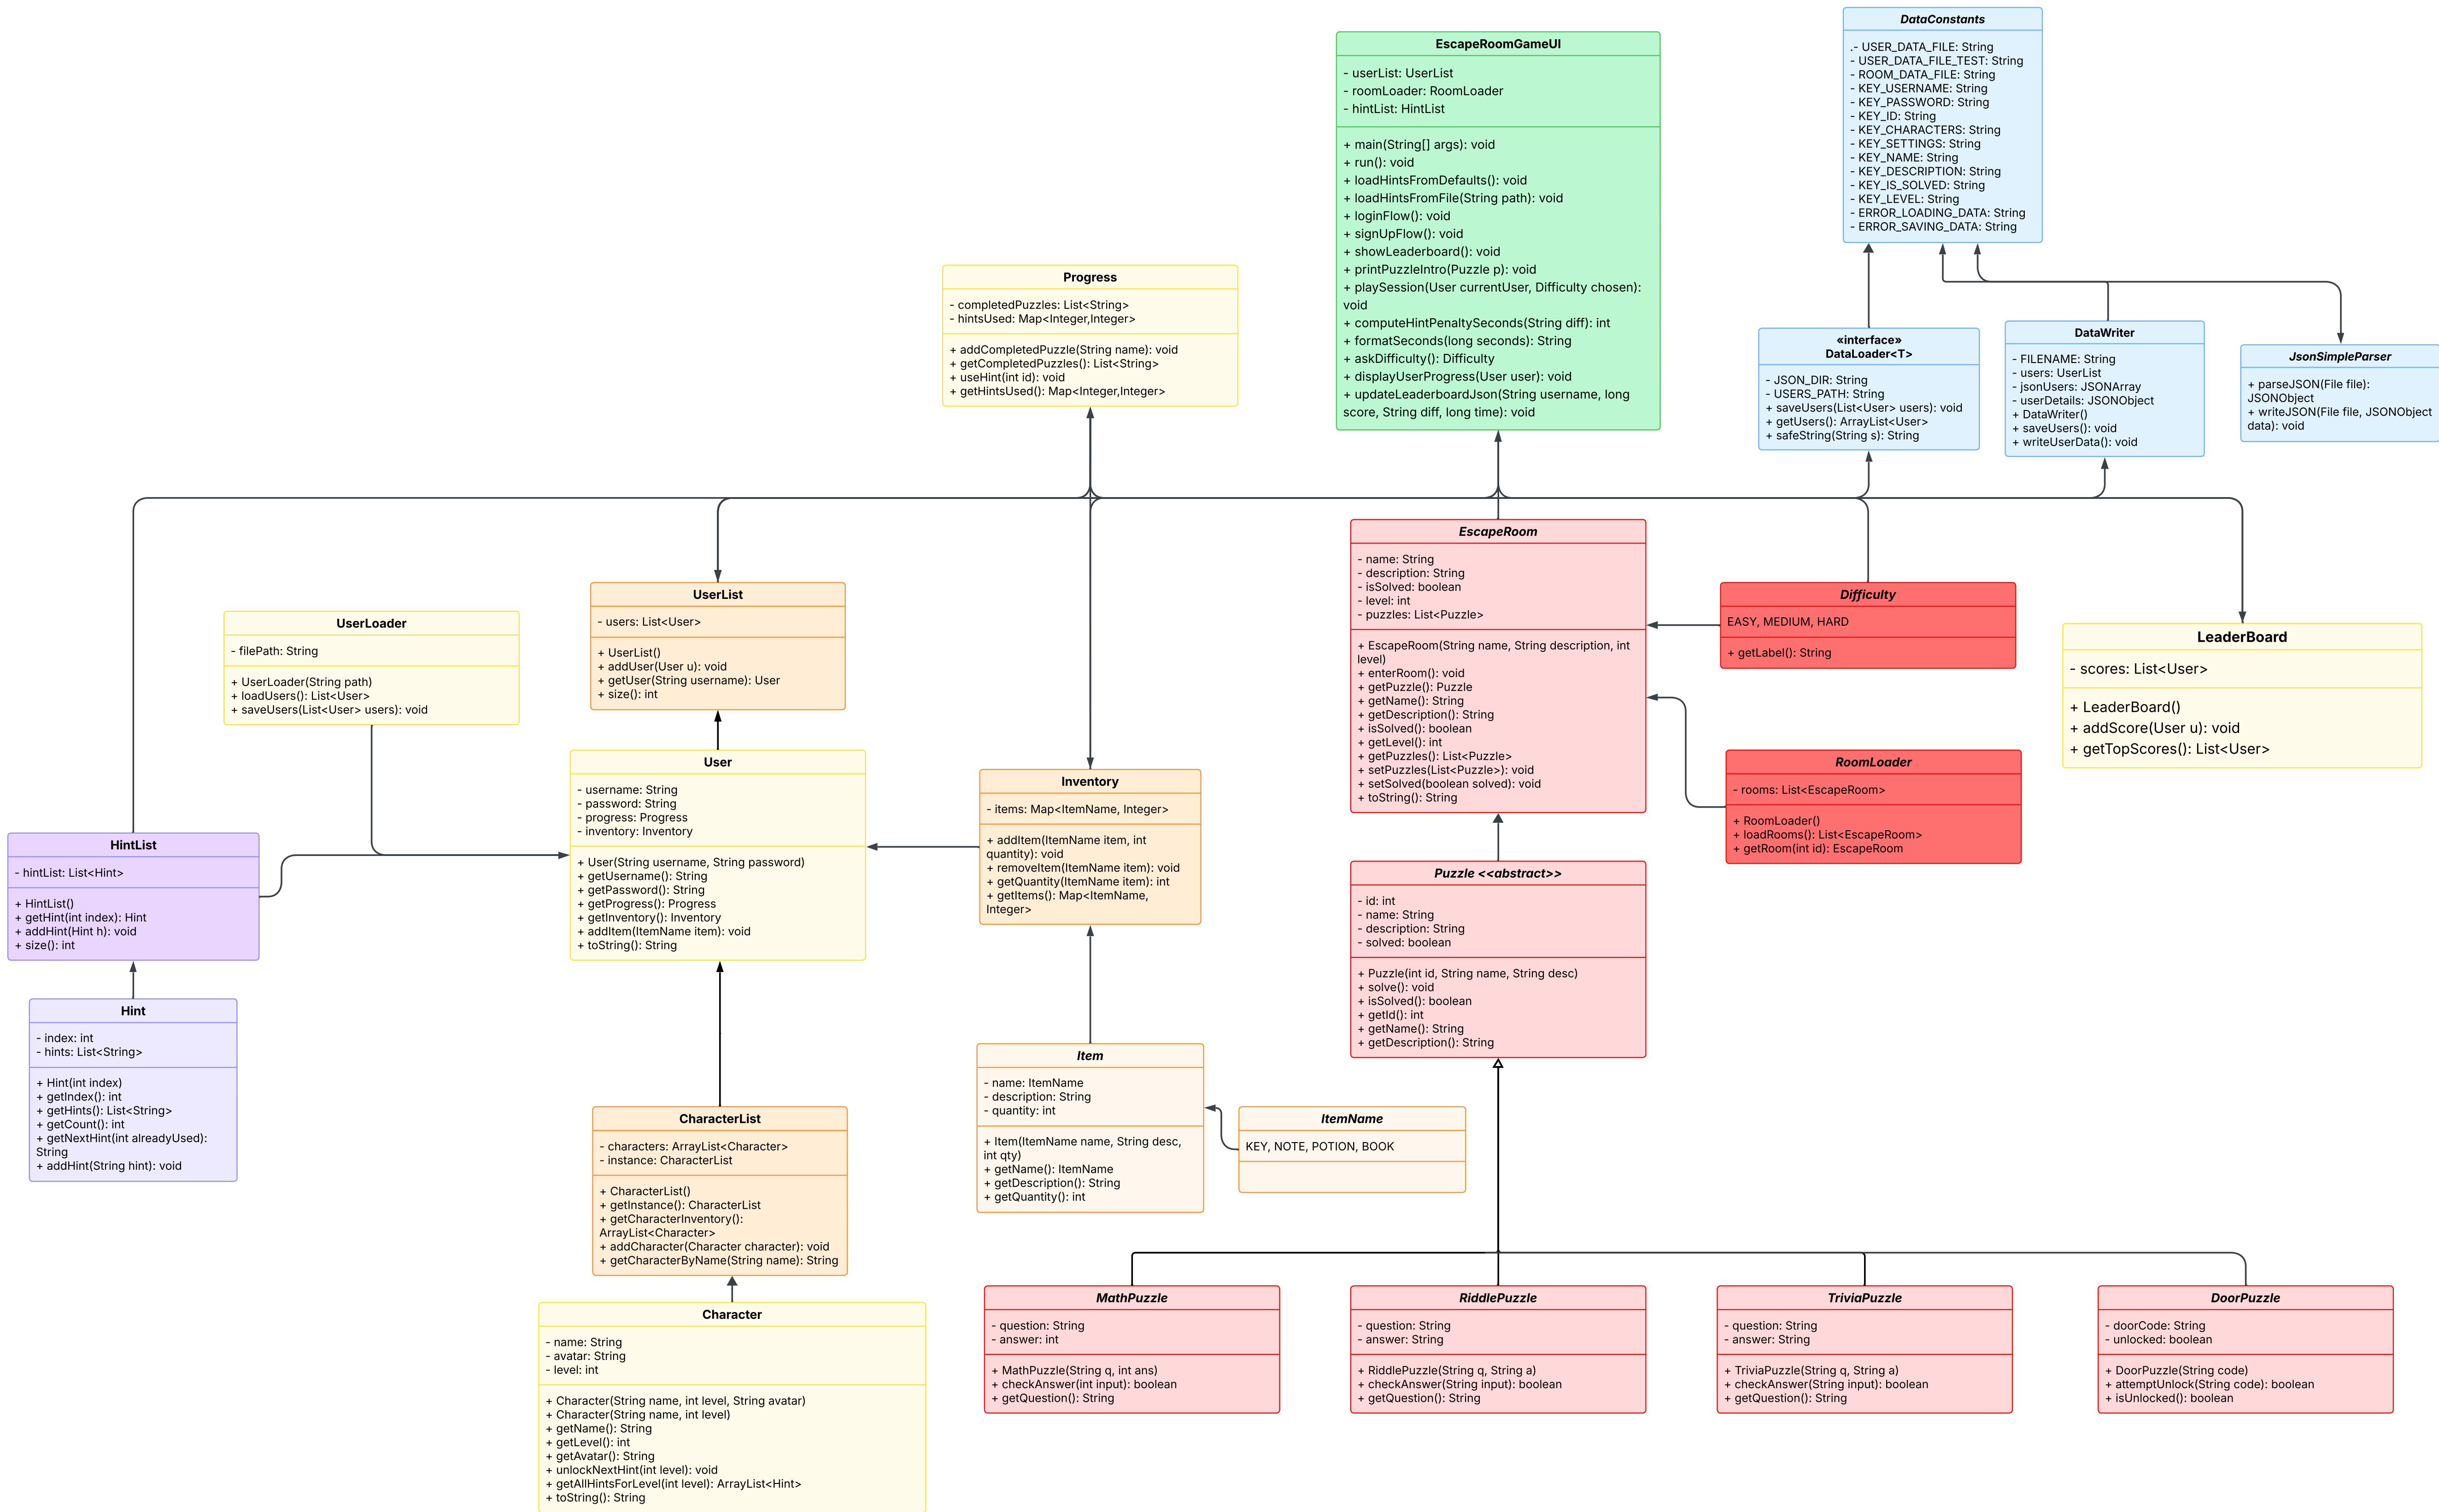 DataConstants
.- USER_DATA_FILE: String
- USER_DATA_FILE_TEST: String
- ROOM_DATA_FILE: String
- KEY_USERNAME: String
- KEY_PASSWORD: String
- KEY_ID: String
- KEY_CHARACTERS: String
- KEY_SETTINGS: String
- KEY_NAME: String
- KEY_DESCRIPTION: String
- KEY_IS_SOLVED: String
- KEY_LEVEL: String
- ERROR_LOADING_DATA: String
- ERROR_SAVING_DATA: String
EscapeRoomGameUI
- userList: UserList
- roomLoader: RoomLoader
- hintList: HintList
+ main(String[] args): void
+ run(): void
+ loadHintsFromDefaults(): void
+ loadHintsFromFile(String path): void
+ loginFlow(): void
+ signUpFlow(): void
+ showLeaderboard(): void
+ printPuzzleIntro(Puzzle p): void
+ playSession(User currentUser, Difficulty chosen):
void
+ computeHintPenaltySeconds(String diff): int
+ formatSeconds(long seconds): String
+ askDifficulty(): Difficulty
+ displayUserProgress(User user): void
+ updateLeaderboardJson(String username, long
score, String diff, long time): void
Progress
- completedPuzzles: List<String>
- hintsUsed: Map<Integer,Integer>
+ addCompletedPuzzle(String name): void
+ getCompletedPuzzles(): List<String>
+ useHint(int id): void
+ getHintsUsed(): Map<Integer,Integer>
«interface»
DataLoader<T>
- JSON_DIR: String
- USERS_PATH: String
+ saveUsers(List<User> users): void
+ getUsers(): ArrayList<User>
+ safeString(String s): String
DataWriter
- FILENAME: String
- users: UserList
- jsonUsers: JSONArray
- userDetails: JSONObject
+ DataWriter()
+ saveUsers(): void
+ writeUserData(): void
JsonSimpleParser
+ parseJSON(File file):
JSONObject
+ writeJSON(File file, JSONObject
data): void
EscapeRoom
- name: String
- description: String
- isSolved: boolean
- level: int
- puzzles: List<Puzzle>
+ EscapeRoom(String name, String description, int
level)
+ enterRoom(): void
+ getPuzzle(): Puzzle
+ getName(): String
+ getDescription(): String
+ isSolved(): boolean
+ getLevel(): int
+ getPuzzles(): List<Puzzle>
+ setPuzzles(List<Puzzle>): void
+ setSolved(boolean solved): void
+ toString(): String
Difficulty
EASY, MEDIUM, HARD
+ getLabel(): String
UserList
- users: List<User>
+ UserList()
+ addUser(User u): void
+ getUser(String username): User
+ size(): int
UserLoader
- filePath: String
+ UserLoader(String path)
+ loadUsers(): List<User>
+ saveUsers(List<User> users): void
LeaderBoard
- scores: List<User>
+ LeaderBoard()
+ addScore(User u): void
+ getTopScores(): List<User>
User
- username: String
- password: String
- progress: Progress
- inventory: Inventory
+ User(String username, String password)
+ getUsername(): String
+ getPassword(): String
+ getProgress(): Progress
+ getInventory(): Inventory
+ addItem(ItemName item): void
+ toString(): String
Inventory
- items: Map<ItemName, Integer>
+ addItem(ItemName item, int
quantity): void
+ removeItem(ItemName item): void
+ getQuantity(ItemName item): int
+ getItems(): Map<ItemName,
Integer>
RoomLoader
- rooms: List<EscapeRoom>
+ RoomLoader()
+ loadRooms(): List<EscapeRoom>
+ getRoom(int id): EscapeRoom
HintList
- hintList: List<Hint>
+ HintList()
+ getHint(int index): Hint
+ addHint(Hint h): void
+ size(): int
Puzzle <<abstract>>
- id: int
- name: String
- description: String
- solved: boolean
+ Puzzle(int id, String name, String desc)
+ solve(): void
+ isSolved(): boolean
+ getId(): int
+ getName(): String
+ getDescription(): String
Hint
- index: int
- hints: List<String>
+ Hint(int index)
+ getIndex(): int
+ getHints(): List<String>
+ getCount(): int
+ getNextHint(int alreadyUsed):
String
+ addHint(String hint): void
Item
- name: ItemName
- description: String
- quantity: int
+ Item(ItemName name, String desc,
int qty)
+ getName(): ItemName
+ getDescription(): String
+ getQuantity(): int
ItemName
KEY, NOTE, POTION, BOOK
CharacterList
- characters: ArrayList<Character>
- instance: CharacterList
+ CharacterList()
+ getInstance(): CharacterList
+ getCharacterInventory():
ArrayList<Character>
+ addCharacter(Character character): void
+ getCharacterByName(String name): String
Character
- name: String
- avatar: String
- level: int
+ Character(String name, int level, String avatar)
+ Character(String name, int level)
+ getName(): String
+ getLevel(): int
+ getAvatar(): String
+ unlockNextHint(int level): void
+ getAllHintsForLevel(int level): ArrayList<Hint>
+ toString(): String
MathPuzzle
- question: String
- answer: int
+ MathPuzzle(String q, int ans)
+ checkAnswer(int input): boolean
+ getQuestion(): String
RiddlePuzzle
- question: String
- answer: String
+ RiddlePuzzle(String q, String a)
+ checkAnswer(String input): boolean
+ getQuestion(): String
TriviaPuzzle
- question: String
- answer: String
+ TriviaPuzzle(String q, String a)
+ checkAnswer(String input): boolean
+ getQuestion(): String
DoorPuzzle
- doorCode: String
- unlocked: boolean
+ DoorPuzzle(String code)
+ attemptUnlock(String code): boolean
+ isUnlocked(): boolean